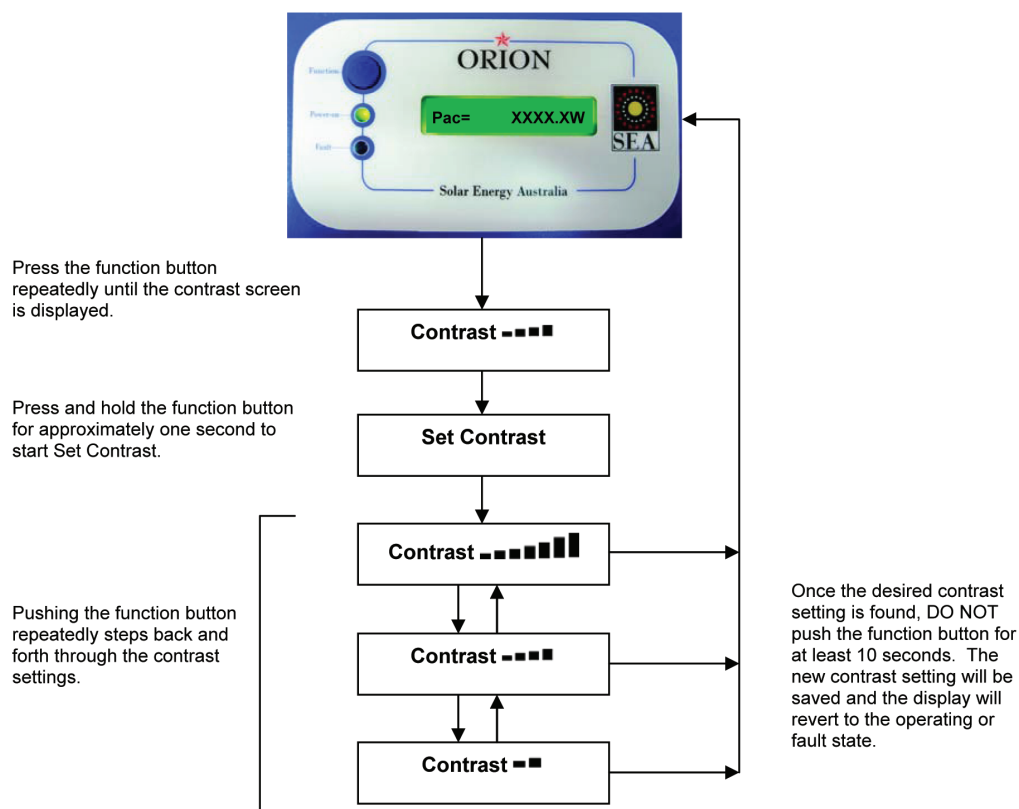 ORION
Function
Power-on
Fault
Pac= XXXX.XW
SEA
Solar Energy Australia
Press the function button
repeatedly until the contrast screen
is displayed.
Contrast
Press and hold the function button
for approximately one second to
start Set Contrast.
Set Contrast
Contrast
Pushing the function button
repeatedly steps back and
forth through the contrast
settings.
Contrast
Contrast
Once the desired contrast
setting is found, DO NOT
push the function button for
at least 10 seconds. The
new contrast setting will be
saved and the display will
revert to the operating or
fault state.